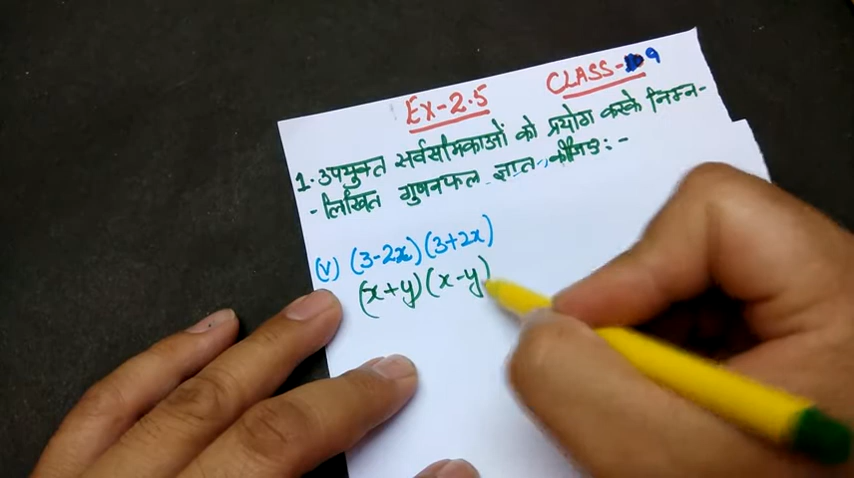 Ex-2.5 CLASS-9
1. उपयुक्त सर्वसमिकाओं को प्रयोग करके निम्न-
- लिखित गुणनफल ज्ञात कीजिए :-
(v) (3-2x)(3+2x)
(x+y)(x-y)